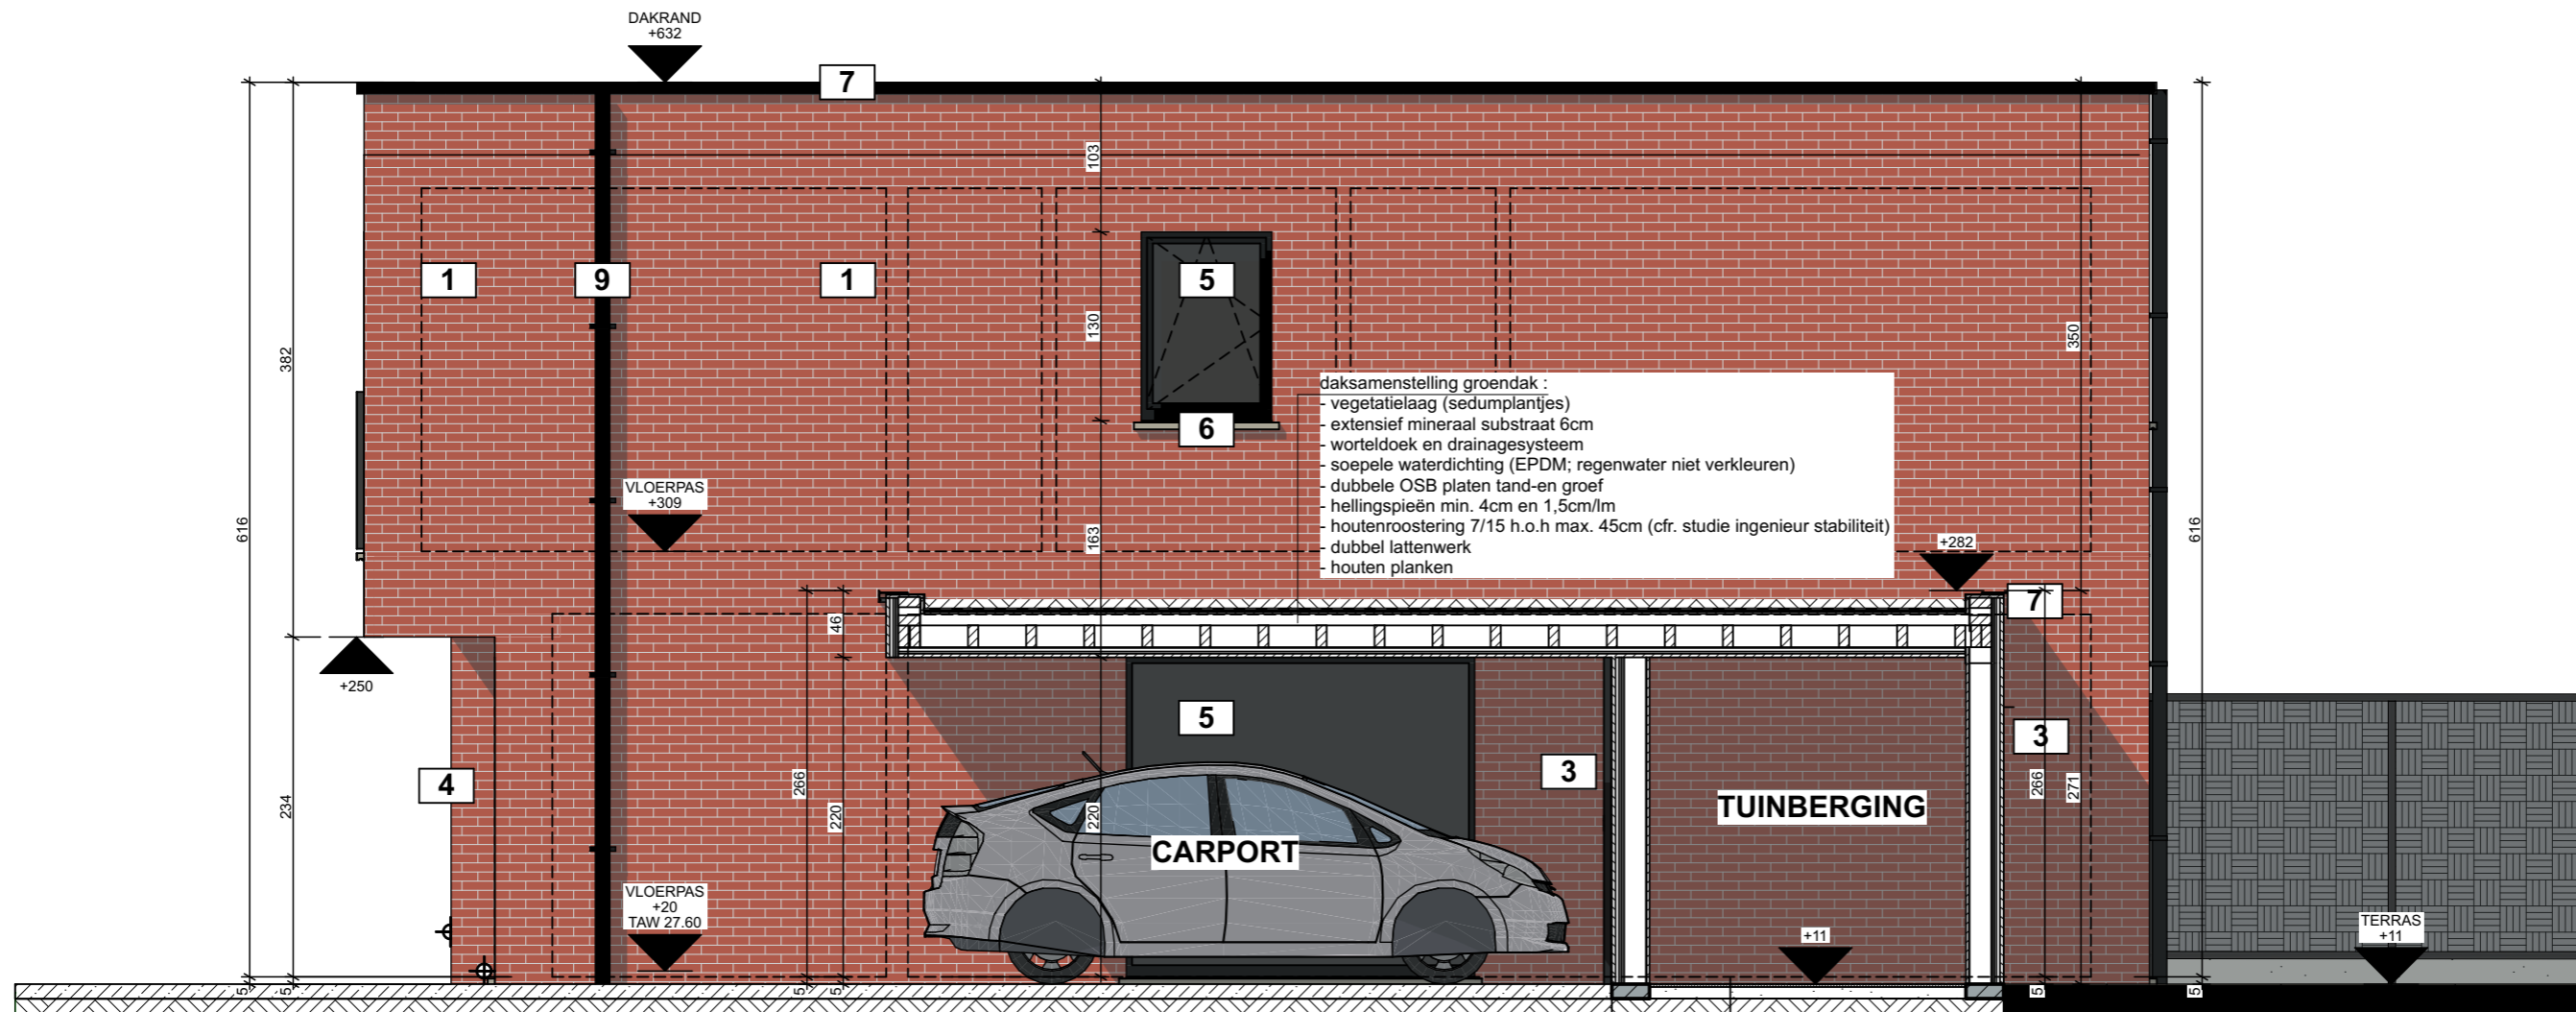 DAKRAND
+632
7
1
9
1
5
6
103
130
163
220
350
382
616
234
616
daksamenstelling groendak :
- vegetatielaag (sedumplantjes)
- extensief mineraal substraat 6cm
- worteldoek en drainagesysteem
- soepele waterdichting (EPDM; regenwater niet verkleuren)
- dubbele OSB platen tand-en groef
- hellingspieën min. 4cm en 1,5cm/lm
- houtenroostering 7/15 h.o.h max. 45cm (cfr. studie ingenieur stabiliteit)
- dubbel lattenwerk
- houten planken
VLOERPAS
+309
+282
7
46
+250
5
3
3
4
266
220
266
271
CARPORT
TUINBERGING
VLOERPAS
+20
TAW 27.60
+11
TERRAS
+11
5
5
5
5
5
5